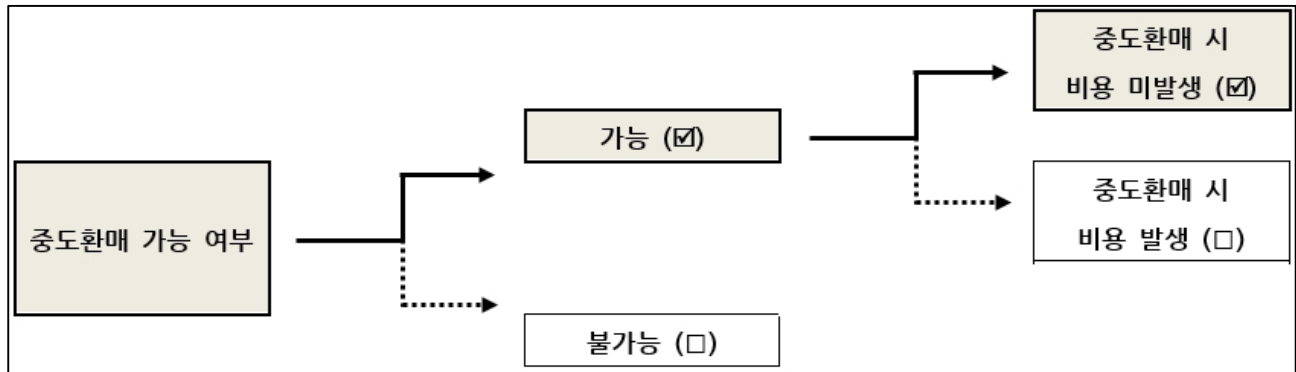 중도환매 가능 여부
가능 (☑)
불가능 (□)
중도환매 시
비용 미발생 (☑)
중도환매 시
비용 발생 (□)